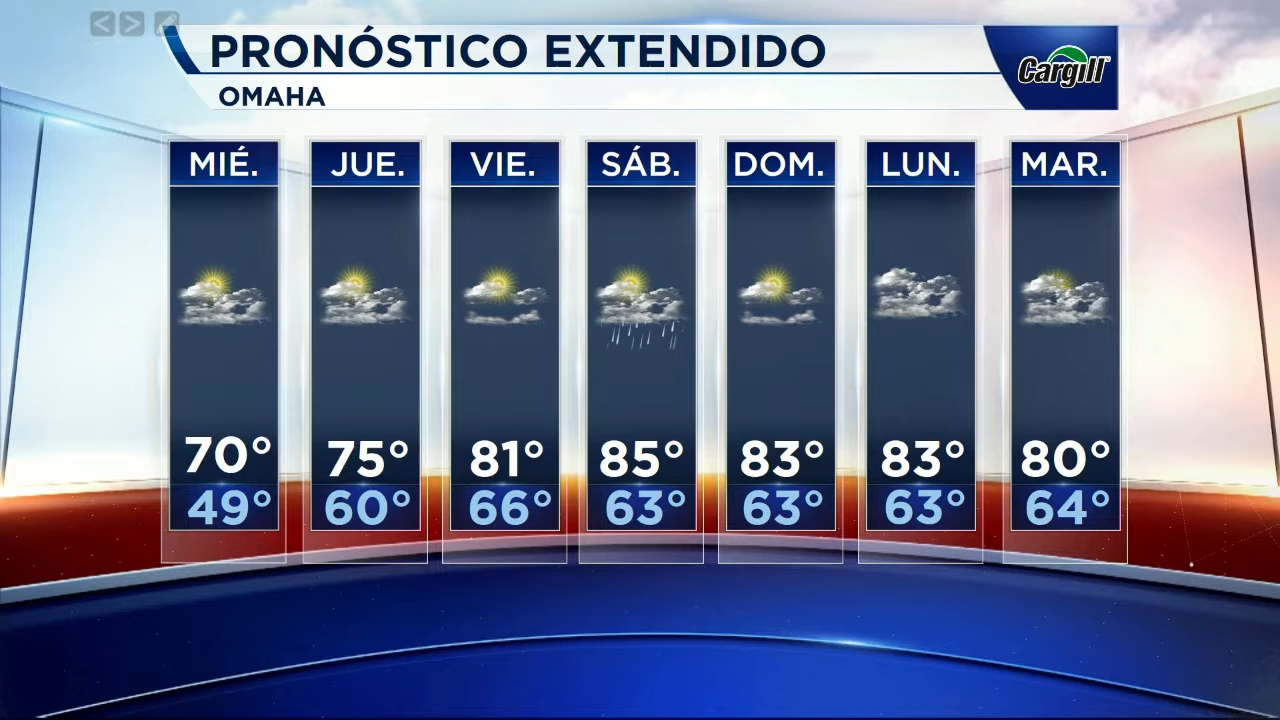 PRONÓSTICO EXTENDIDO
Cargill
OMAHA
MIÉ. JUE. VIE. SÁB. DOM. LUN. MAR.
70° 75° 81° 85° 83° 83° 80°
49° 60° 66° 63° 63° 63° 64°